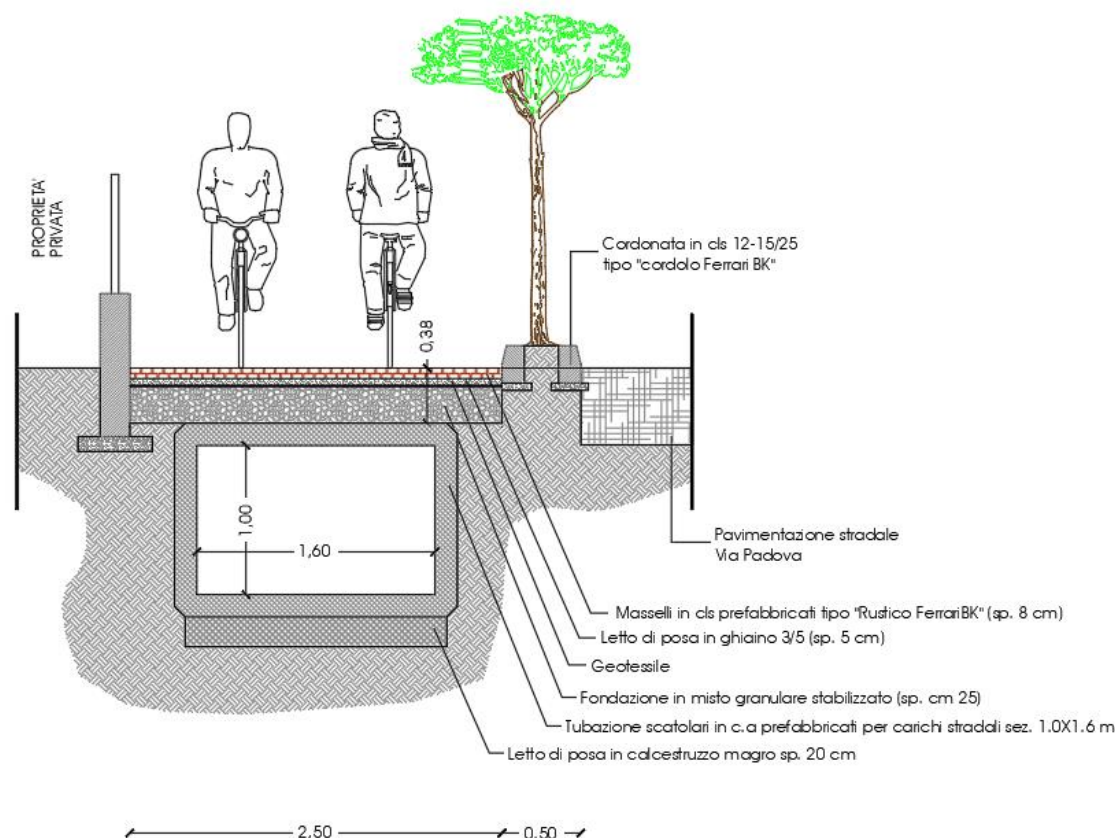 PROPRIETA'
PRIVATA
Cordonata in cls 12-15/25
tipo "cordolo Ferrari BK"
0,38
1,00
1,60
Pavimentazione stradale
Via Padova
Masselli in cls prefabbricati tipo "Rustico FerrariBK" (sp. 8 cm)
Letto di posa in ghiaino 3/5 (sp. 5 cm)
Geotessile
Fondazione in misto granulare stabilizzato (sp. cm 25)
Tubazione scatolari in c.a prefabbricati per carichi stradali sez. 1.0X1.6 m
Letto di posa in calcestruzzo magro sp. 20 cm
2,50
0,50